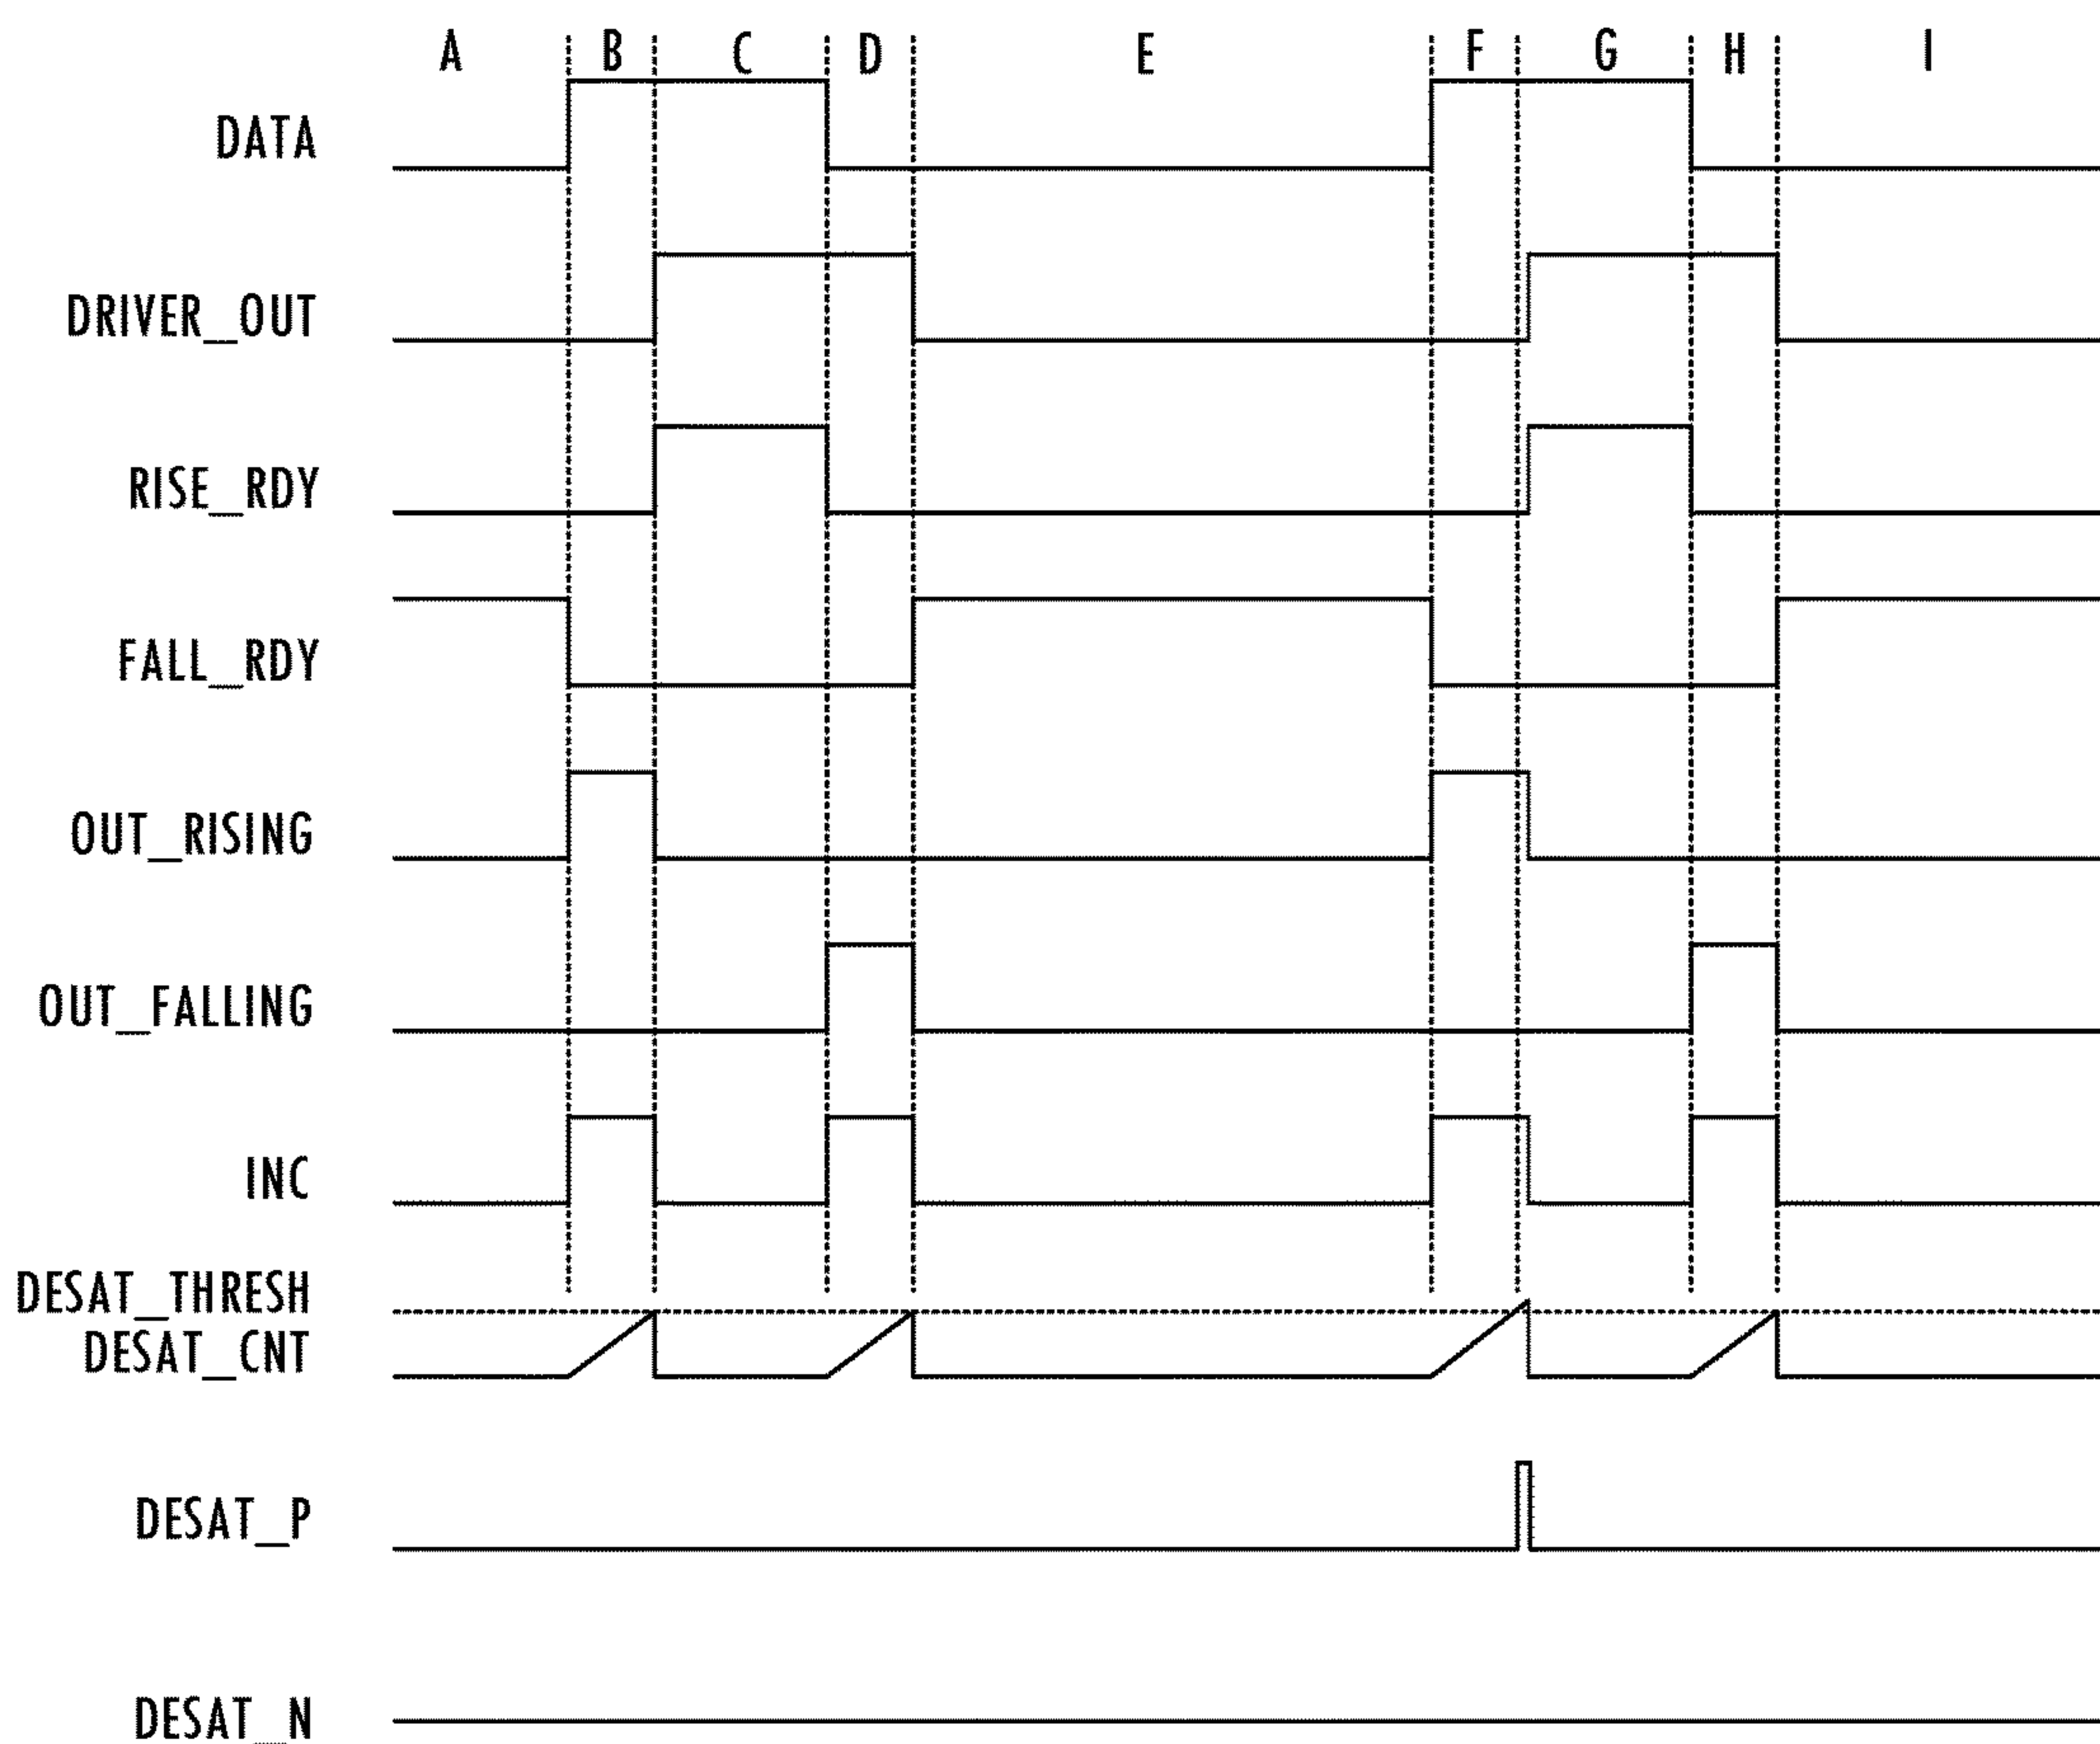 A B C D E F G H I
DATA
DRIVER_OUT
RISE_RDY
FALL_RDY
OUT_RISING
OUT_FALLING
INC
DESAT_THRESH
DESAT_CNT
DESAT_P
DESAT_N